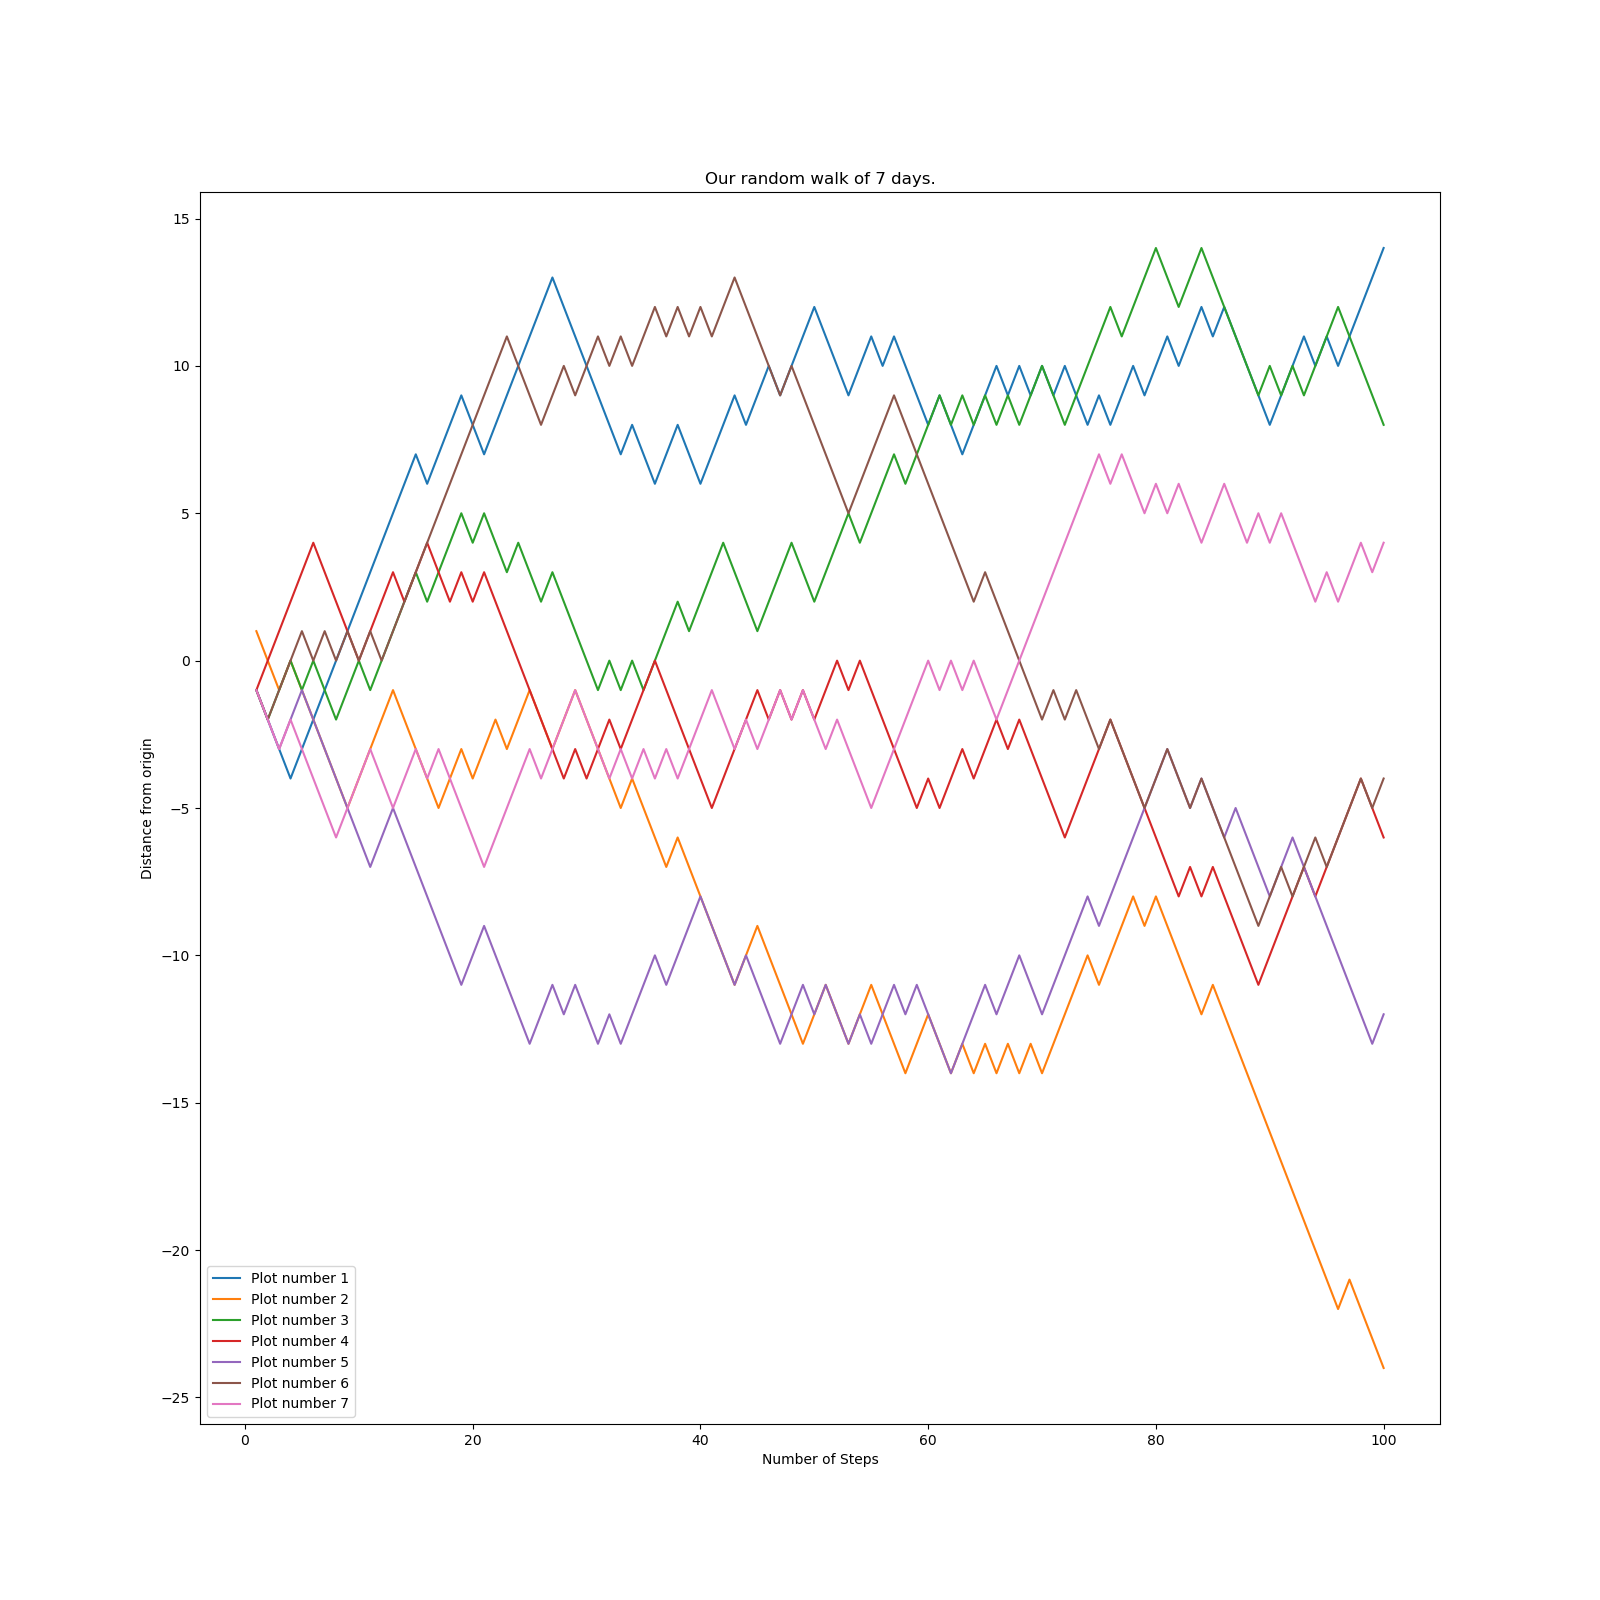 Our random walk of 7 days.
15
10
5
0
−5
−10
−15
−20
−25
Distance from origin
0 20 40 60 80 100
Number of Steps
Plot number 1
Plot number 2
Plot number 3
Plot number 4
Plot number 5
Plot number 6
Plot number 7